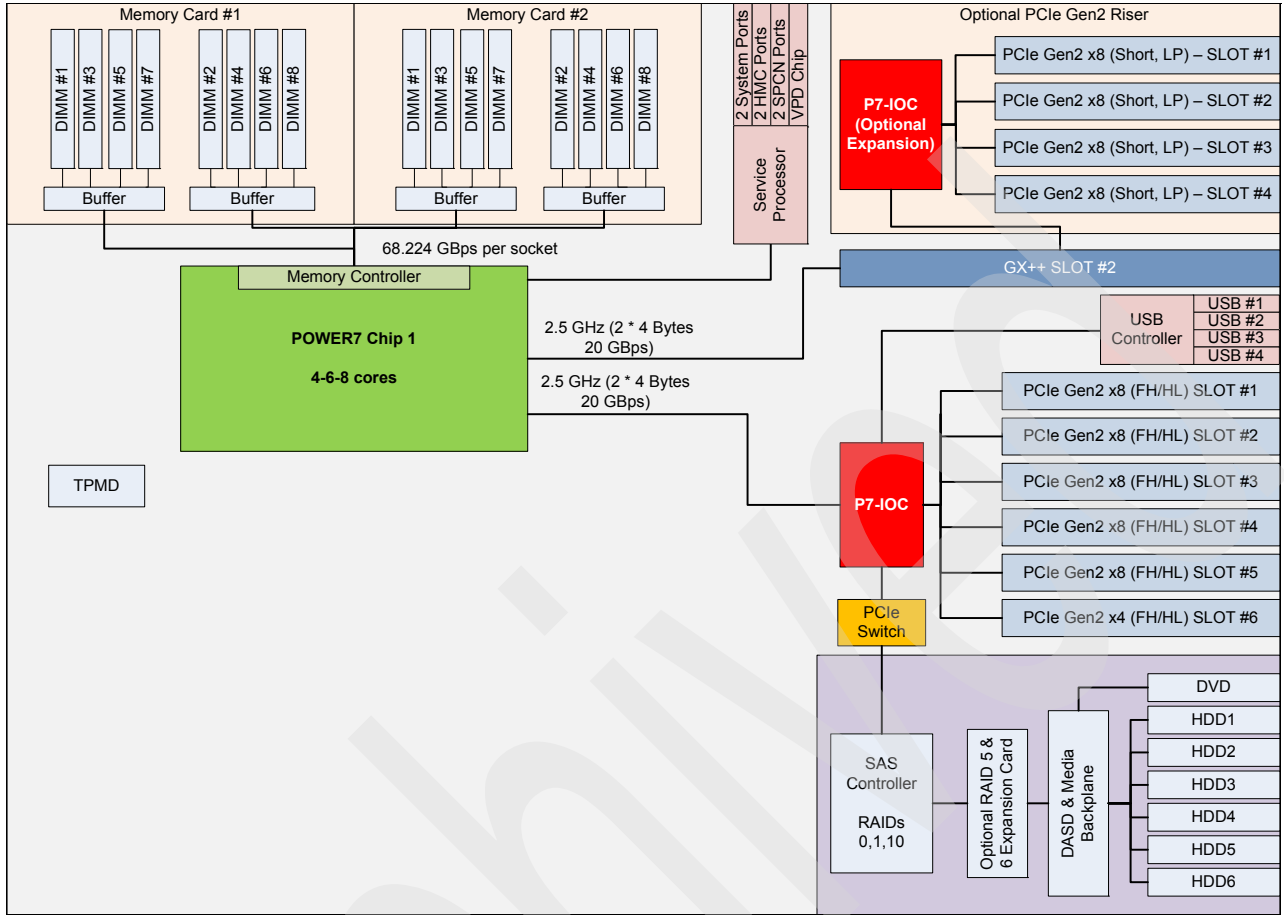 Memory Card #1
Memory Card #2
DIMM #1
DIMM #3
DIMM #5
DIMM #7
DIMM #2
DIMM #4
DIMM #6
DIMM #8
DIMM #1
DIMM #3
DIMM #5
DIMM #7
DIMM #2
DIMM #4
DIMM #6
DIMM #8
Buffer
Buffer
Buffer
Buffer
2 System Ports
2 HMC Ports
2 SPCN Ports
VPD Chip
Service
Processor
Optional PCIe Gen2 Riser
P7-IOC
(Optional
Expansion)
PCIe Gen2 x8 (Short, LP) – SLOT #1
PCIe Gen2 x8 (Short, LP) – SLOT #2
PCIe Gen2 x8 (Short, LP) – SLOT #3
PCIe Gen2 x8 (Short, LP) – SLOT #4
68.224 GBps per socket
Memory Controller
POWER7 Chip 1
4-6-8 cores
GX++ SLOT #2
2.5 GHz (2 * 4 Bytes
20 GBps)
2.5 GHz (2 * 4 Bytes
20 GBps)
USB
Controller
USB #1
USB #2
USB #3
USB #4
TPMD
P7-IOC
PCIe Gen2 x8 (FH/HL) SLOT #1
PCIe Gen2 x8 (FH/HL) SLOT #2
PCIe Gen2 x8 (FH/HL) SLOT #3
PCIe Gen2 x8 (FH/HL) SLOT #4
PCIe Gen2 x8 (FH/HL) SLOT #5
PCIe Gen2 x4 (FH/HL) SLOT #6
PCIe
Switch
SAS
Controller
RAIDs
0,1,10
Optional RAID 5 &
6 Expansion Card
DASD & Media
Backplane
DVD
HDD1
HDD2
HDD3
HDD4
HDD5
HDD6